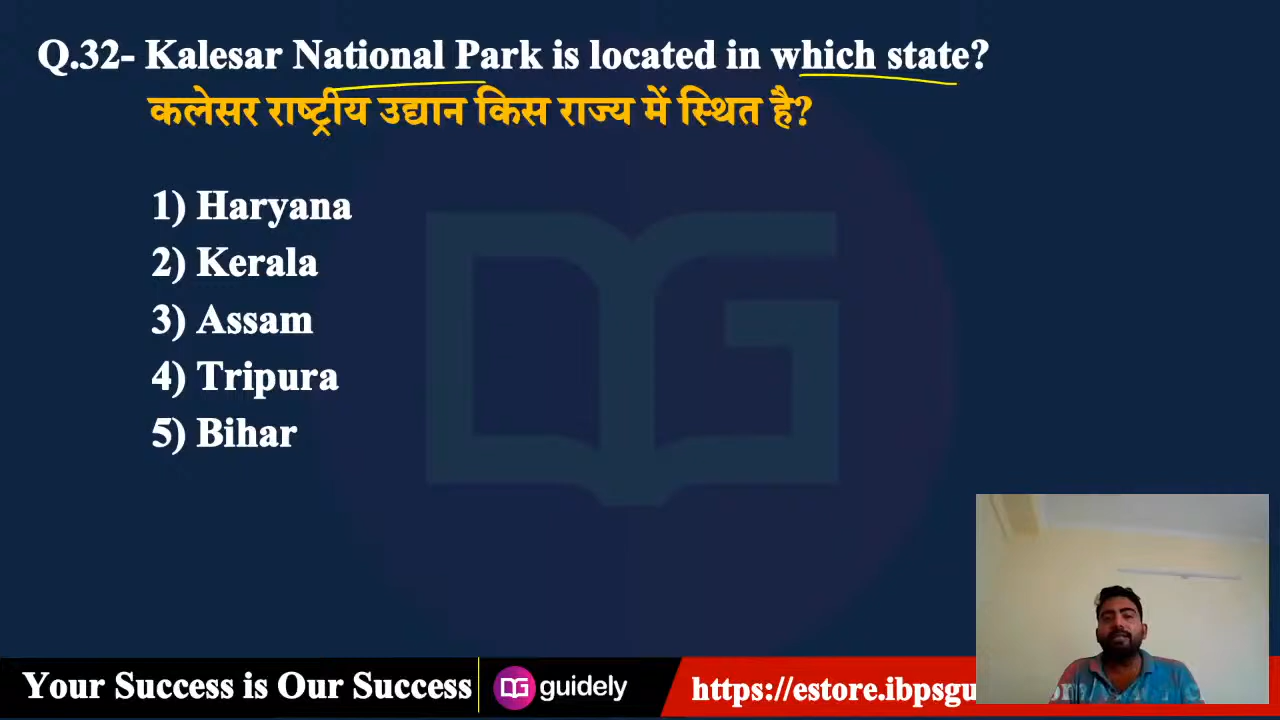 Q.32- Kalesar National Park is located in which state?
कलेसर राष्ट्रीय उद्यान किस राज्य में स्थित है?
1) Haryana
2) Kerala
3) Assam
4) Tripura
5) Bihar
Your Success is Our Success
guidely
https://estore.ibpsgu